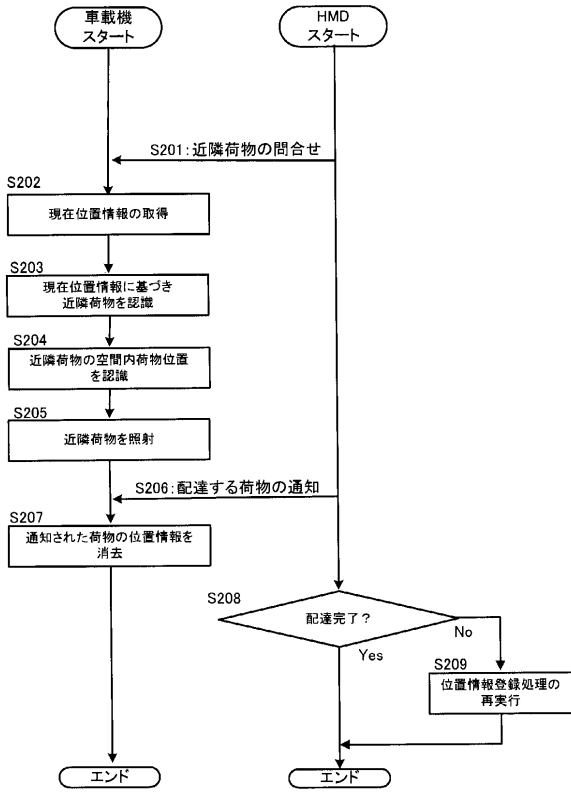 車載機
スタート
HMD
スタート
S201:近隣荷物の問合せ
S202
現在位置情報の取得
S203
現在位置情報に基づき
近隣荷物を認識
S204
近隣荷物の空間内荷物位置
を認識
S205
近隣荷物を照射
S206:配達する荷物の通知
S207
通知された荷物の位置情報を
消去
S208
配達完了?
No
Yes
S209
位置情報登録処理の
再実行
エンド
エンド